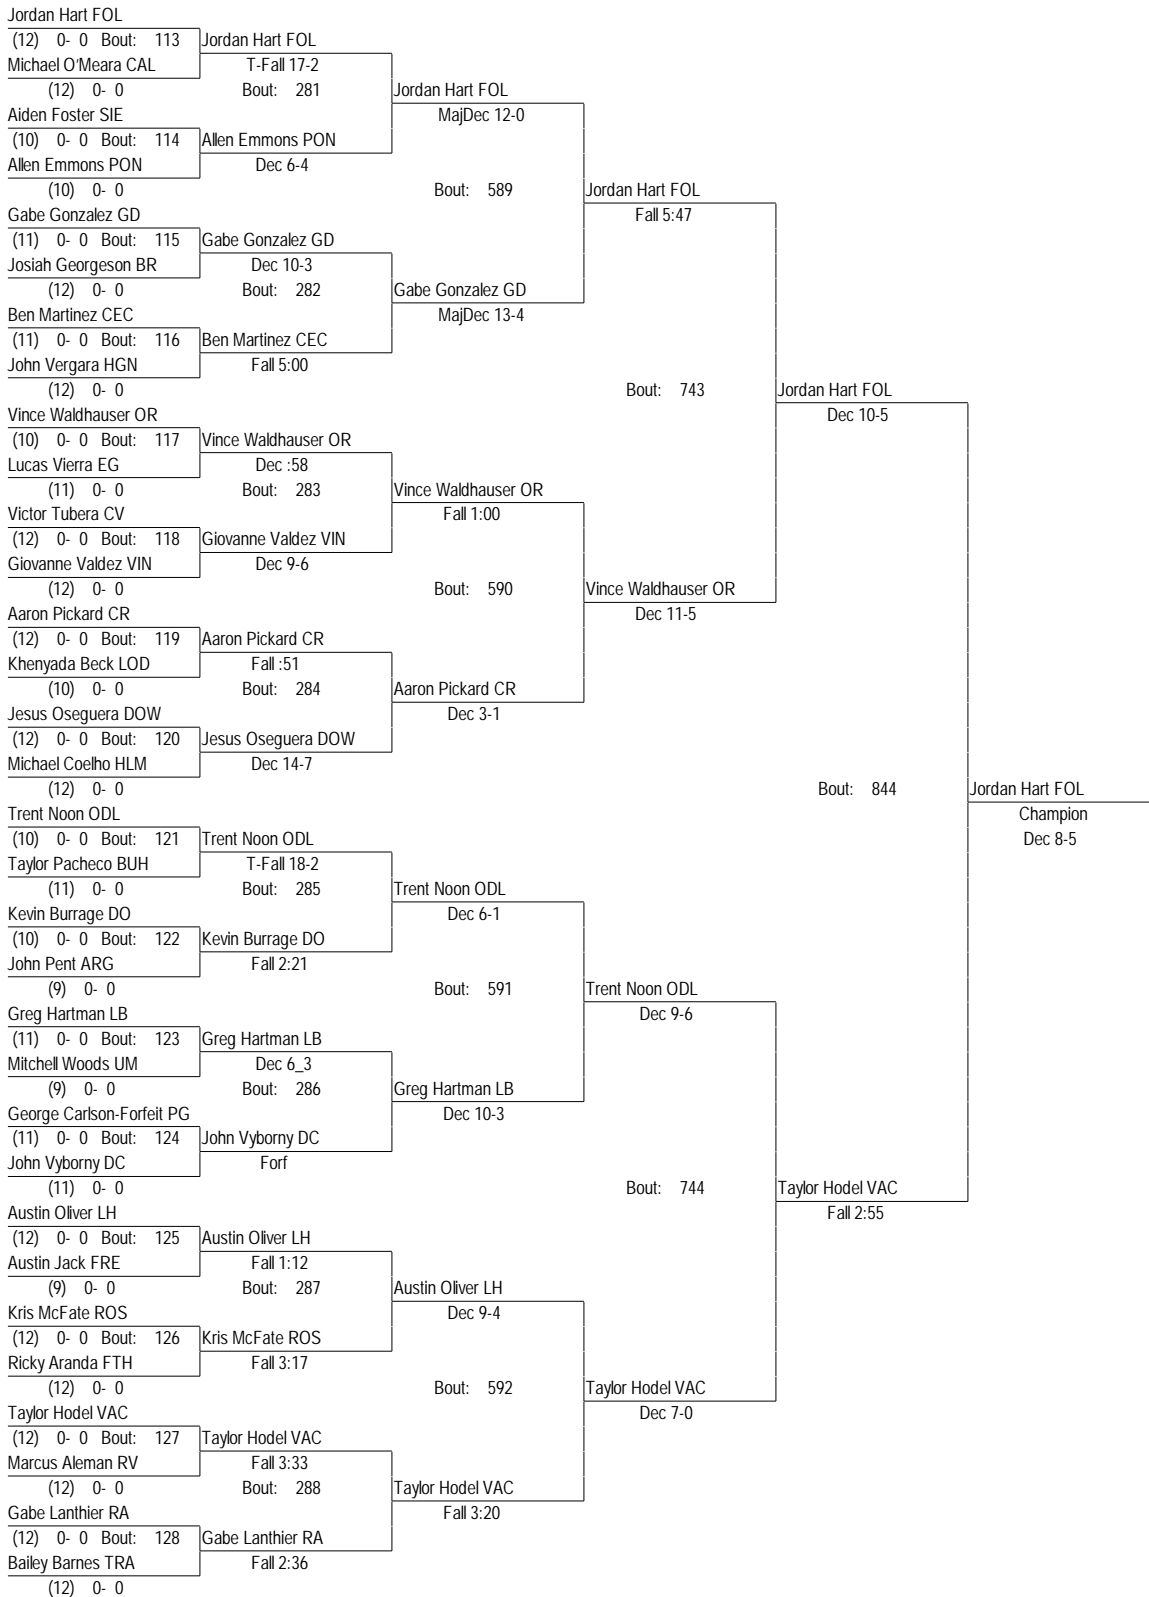 Jordan Hart FOL
(12) 0- 0 Bout: 113 Jordan Hart FOL
Michael O'Meara CAL T-Fall 17-2
(12) 0- 0 Bout: 281 Jordan Hart FOL
Aiden Foster SIE MajDec 12-0
(10) 0- 0 Bout: 114 Allen Emmons PON
Allen Emmons PON Dec 6-4
(10) 0- 0 Bout: 589 Jordan Hart FOL
Gabe Gonzalez GD Fall 5:47
(11) 0- 0 Bout: 115 Gabe Gonzalez GD
Josiah Georgeson BR Dec 10-3
(12) 0- 0 Bout: 282 Gabe Gonzalez GD
Ben Martinez CEC MajDec 13-4
(11) 0- 0 Bout: 116 Ben Martinez CEC
John Vergara HGN Fall 5:00
(12) 0- 0 Bout: 743 Jordan Hart FOL
Vince Waldhauser OR Dec 10-5
(10) 0- 0 Bout: 117 Vince Waldhauser OR
Lucas Vierra EG Dec :58
(11) 0- 0 Bout: 283 Vince Waldhauser OR
Victor Tubera CV Fall 1:00
(12) 0- 0 Bout: 118 Giovanne Valdez VIN
Giovanne Valdez VIN Dec 9-6
(12) 0- 0 Bout: 590 Vince Waldhauser OR
Aaron Pickard CR Dec 11-5
(12) 0- 0 Bout: 119 Aaron Pickard CR
Khenyada Beck LOD Fall :51
(10) 0- 0 Bout: 284 Aaron Pickard CR
Jesus Oseguera DOW Dec 3-1
(12) 0- 0 Bout: 120 Jesus Oseguera DOW
Michael Coelho HLM Dec 14-7
(12) 0- 0 Bout: 844 Jordan Hart FOL
Trent Noon ODL Champion
(10) 0- 0 Bout: 121 Trent Noon ODL Dec 8-5
Taylor Pacheco BUH T-Fall 18-2
(11) 0- 0 Bout: 285 Trent Noon ODL
Kevin Burrage DO Dec 6-1
(10) 0- 0 Bout: 122 Kevin Burrage DO
John Pent ARG Fall 2:21
(9) 0- 0 Bout: 591 Trent Noon ODL
Greg Hartman LB Dec 9-6
(11) 0- 0 Bout: 123 Greg Hartman LB
Mitchell Woods UM Dec 6_3
(9) 0- 0 Bout: 286 Greg Hartman LB
George Carlson-Forfeit PG Dec 10-3
(11) 0- 0 Bout: 124 John Vyborny DC
John Vyborny DC Forf
(11) 0- 0 Bout: 744 Taylor Hodel VAC
Austin Oliver LH Fall 2:55
(12) 0- 0 Bout: 125 Austin Oliver LH
Austin Jack FRE Fall 1:12
(9) 0- 0 Bout: 287 Austin Oliver LH
Kris McFate ROS Dec 9-4
(12) 0- 0 Bout: 126 Kris McFate ROS
Ricky Aranda FTH Fall 3:17
(12) 0- 0 Bout: 592 Taylor Hodel VAC
Taylor Hodel VAC Dec 7-0
(12) 0- 0 Bout: 127 Taylor Hodel VAC
Marcus Aleman RV Fall 3:33
(12) 0- 0 Bout: 288 Taylor Hodel VAC
Gabe Lanthier RA Fall 3:20
(12) 0- 0 Bout: 128 Gabe Lanthier RA
Bailey Barnes TRA Fall 2:36
(12) 0- 0